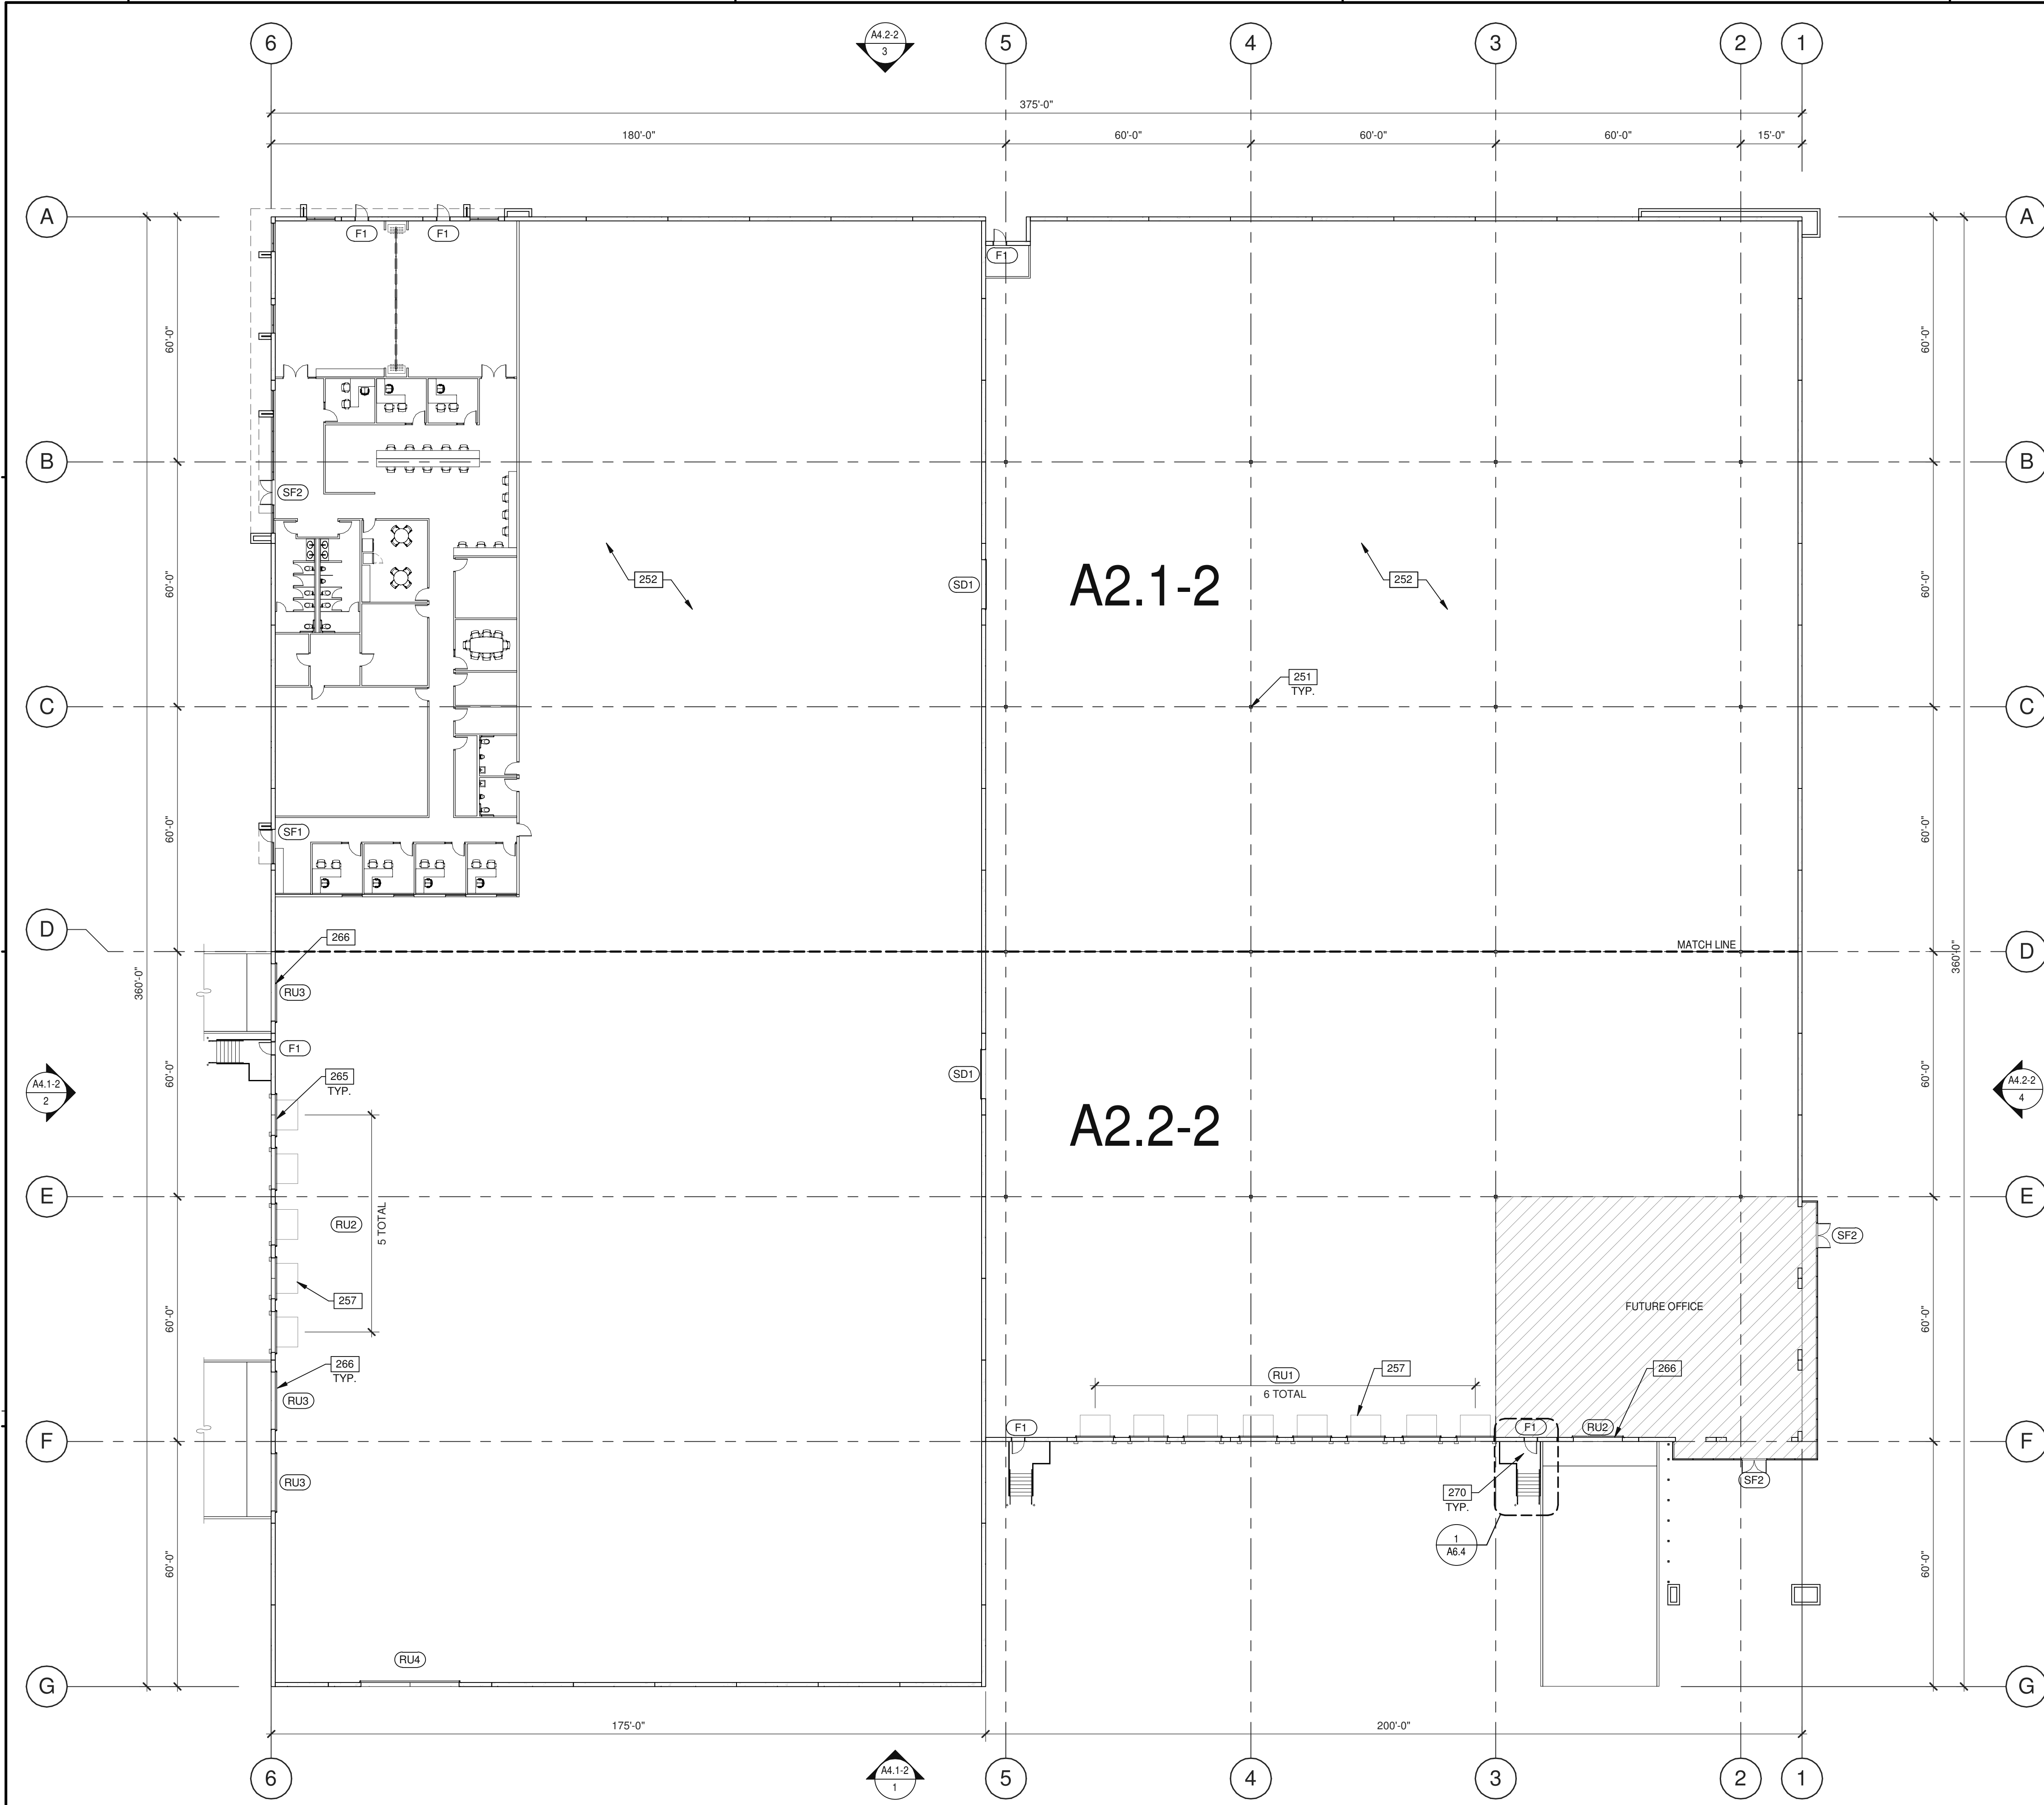 6
A4.2-2
3
5
4
3
2
1
375'-0"
180'-0"
60'-0"
60'-0"
60'-0"
15'-0"
A
A
F1
F1
F1
60'-0"
60'-0"
B
B
SF2
252
SD1
A2.1-2
252
60'-0"
60'-0"
251
TYP.
C
C
SF1
60'-0"
60'-0"
D
266
MATCH LINE
D
360'-0"
360'-0"
RU3
F1
A4.1-2
2
265
TYP.
60'-0"
SD1
60'-0"
A4.2-2
4
A2.2-2
E
E
RU2
5 TOTAL
SF2
257
FUTURE OFFICE
60'-0"
60'-0"
266
TYP.
RU1
6 TOTAL
257
266
RU3
F1
F1
RU2
F
F
RU3
270
TYP.
SF2
1
A6.4
60'-0"
60'-0"
RU4
G
G
175'-0"
200'-0"
6
A4.1-2
1
5
4
3
2
1